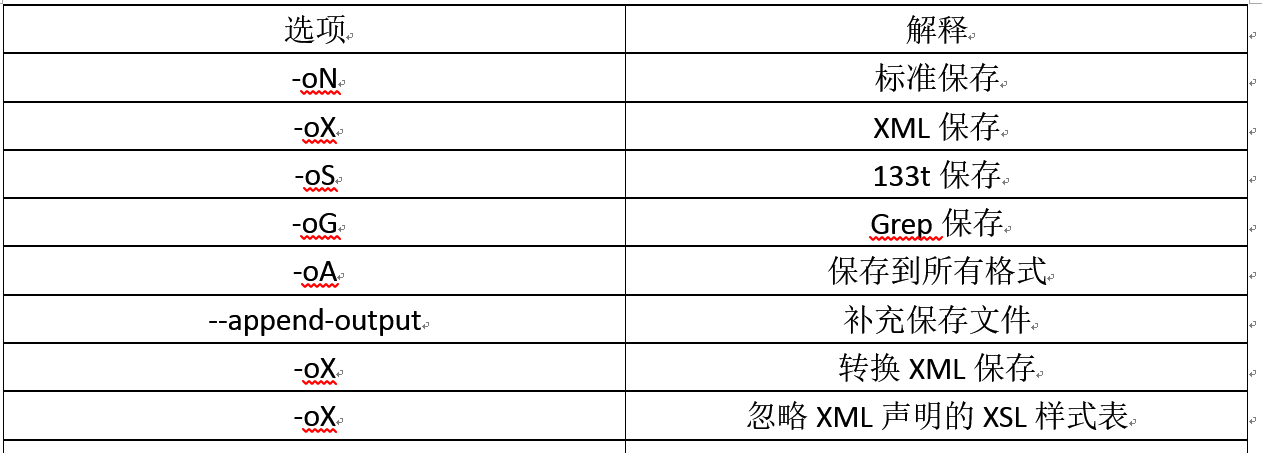 选项 解释
-oN 标准保存
-oX XML 保存
-oS 133t 保存
-oG Grep 保存
-oA 保存到所有格式
--append-output 补充保存文件
-oX 转换 XML 保存
-oX 忽略 XML 声明的 XSL 样式表